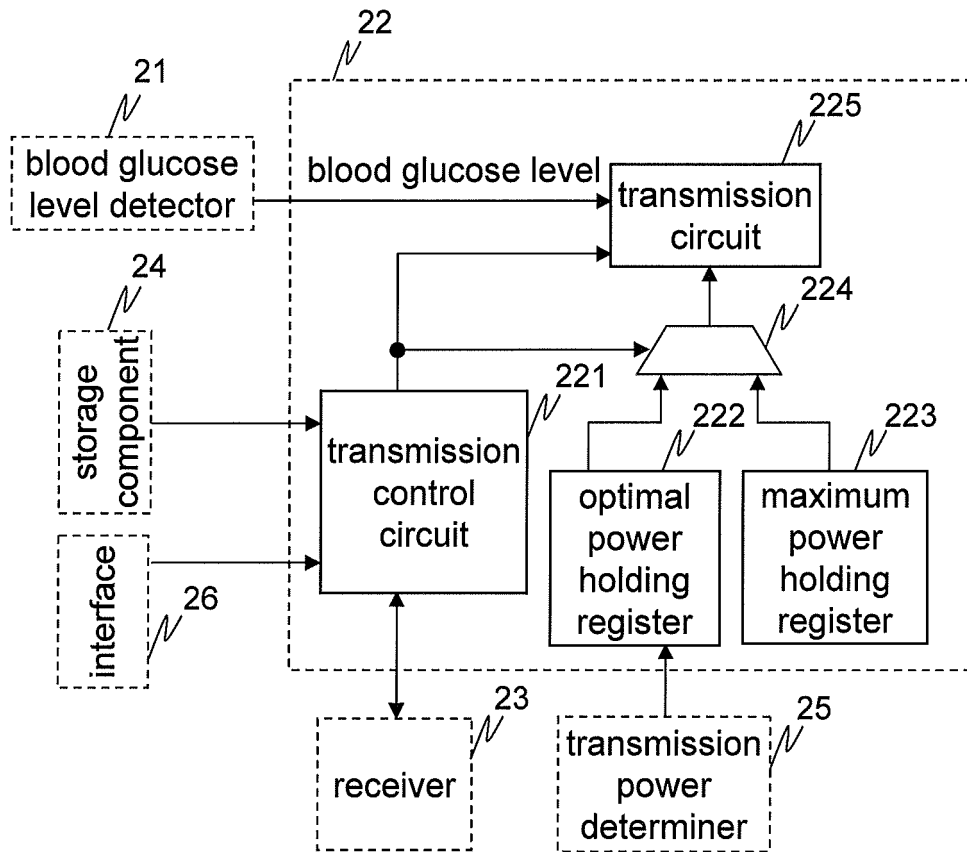 22
21
blood glucose
level detector
225
blood glucose level
transmission
circuit
24
storage
component
224
221
transmission
control
circuit
222
optimal
power
holding
register
223
maximum
power
holding
register
interface
26
23
receiver
25
transmission
power
determiner